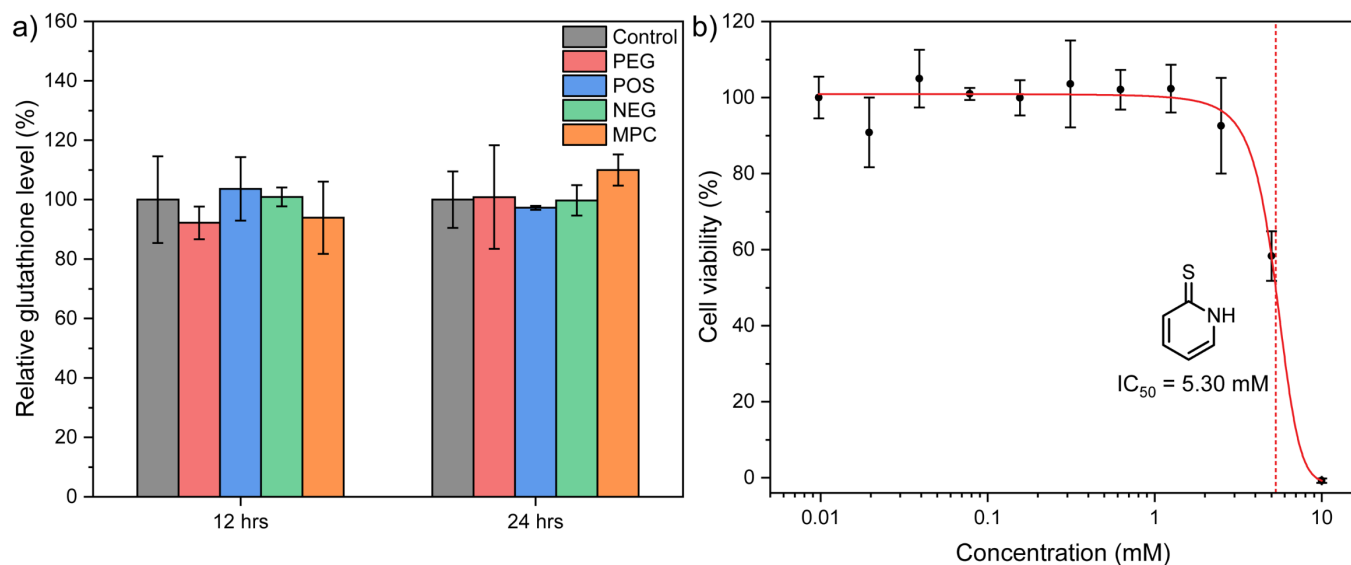 a)
Relative glutathione level (%)
160
140
120
100
80
60
40
20
0
Control
PEG
POS
NEG
MPC
12 hrs
24 hrs
b)
Cell viability (%)
120
100
80
60
40
20
0
S
NH
IC50 = 5.30 mM
0.01
0.1
1
10
Concentration (mM)